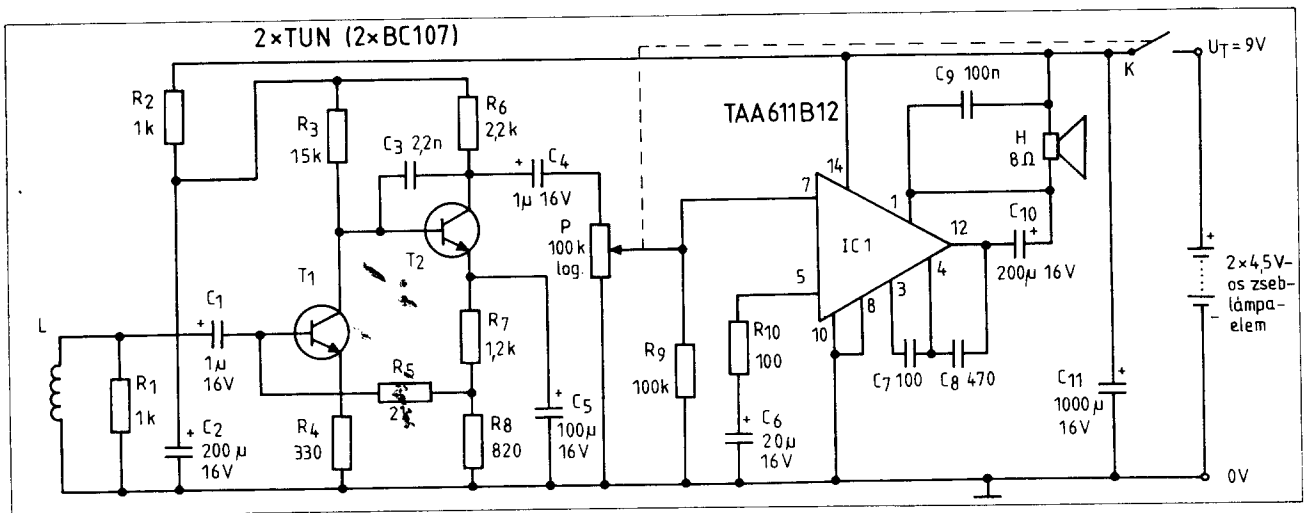 2×TUN (2×BC107)
R2
1k
R3
15k
R6
2,2k
C3 2,2n
C4
+
1µ 16V
P
100k
log.
T1
T2
L
C1
+
1µ
16V
R1
1k
C2
+
200µ
16V
R4
330
R5
R7
1,2k
R8
820
C5
+
100µ
16V
R9
100k
R10
100
C6
+
20µ
16V
TAA611B12
IC1
7
5
14
1
12
4
3
8
10
C7 100
C8 470
C9 100n
H
8Ω
C10
+
200µ 16V
C11
+
1000µ
16V
K
UT=9V
+
2×4,5V-
os zseb-
lámpa-
elem
-
0V